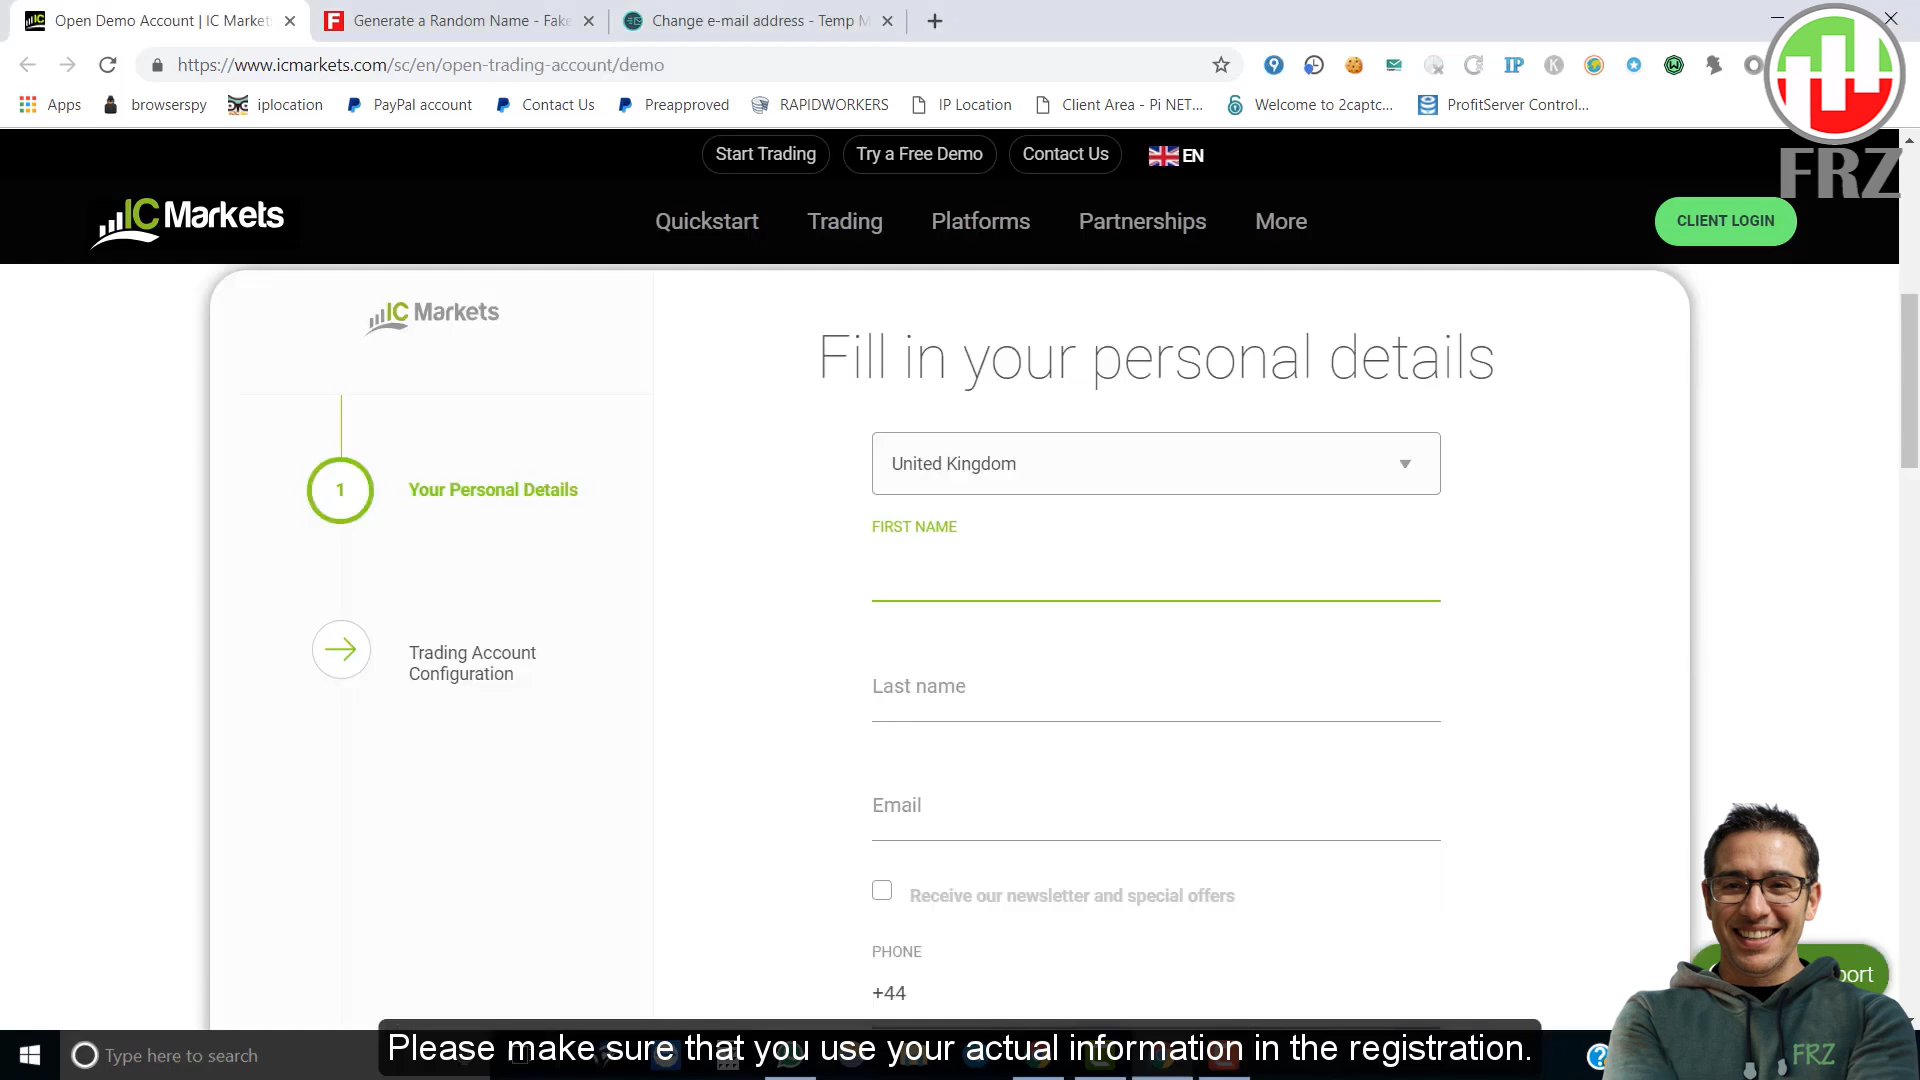 Open Demo Account | IC Market
Generate a Random Name - Fake
Change e-mail address - Temp M
https://www.icmarkets.com/sc/en/open-trading-account/demo
Apps
browserspy
iplocation
PayPal account
Contact Us
Preapproved
RAPIDWORKERS
IP Location
Client Area - Pi NET...
Welcome to 2captc...
ProfitServer Control...
FRZ
Start Trading
Try a Free Demo
Contact Us
EN
IC Markets
Quickstart
Trading
Platforms
Partnerships
More
CLIENT LOGIN
IC Markets
Fill in your personal details
United Kingdom
1
Your Personal Details
FIRST NAME
Trading Account
Configuration
Last name
Email
Receive our newsletter and special offers
PHONE
+44
port
FRZ
Type here to search
Please make sure that you use your actual information in the registration.